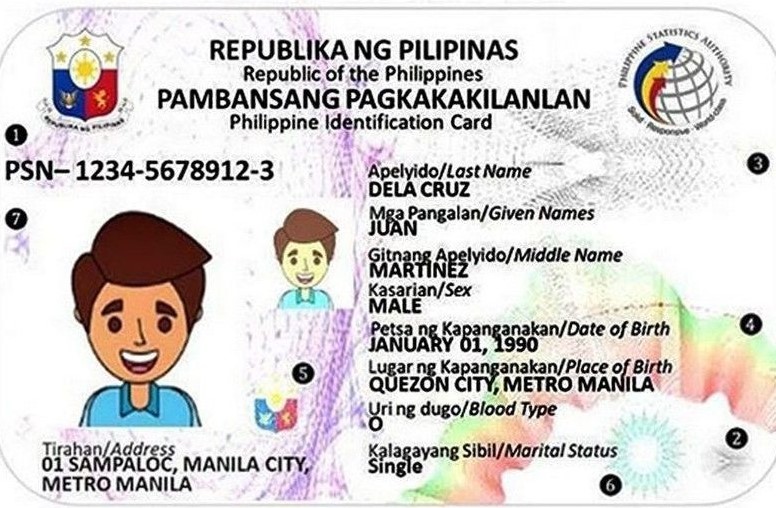 REPUBLIKA NG PILIPINAS
Republic of the Philippines
PAMBANSANG PAGKAKAKILANLAN
Philippine Identification Card
REPUBLIKA NG PILIPINAS
PHILIPPINE STATISTICS AUTHORITY
Solid · Responsive · World-class
1
PSN– 1234-5678912-3
3
7
Apelyido/Last Name
DELA CRUZ
Mga Pangalan/Given Names
JUAN
Gitnang Apelyido/Middle Name
MARTINEZ
Kasarian/Sex
MALE
Petsa ng Kapanganakan/Date of Birth
JANUARY 01, 1990
4
Lugar ng Kapanganakan/Place of Birth
QUEZON CITY, METRO MANILA
5
Uri ng dugo/Blood Type
O
Kalagayang Sibil/Marital Status
Single
2
6
Tirahan/Address
01 SAMPALOC, MANILA CITY,
METRO MANILA